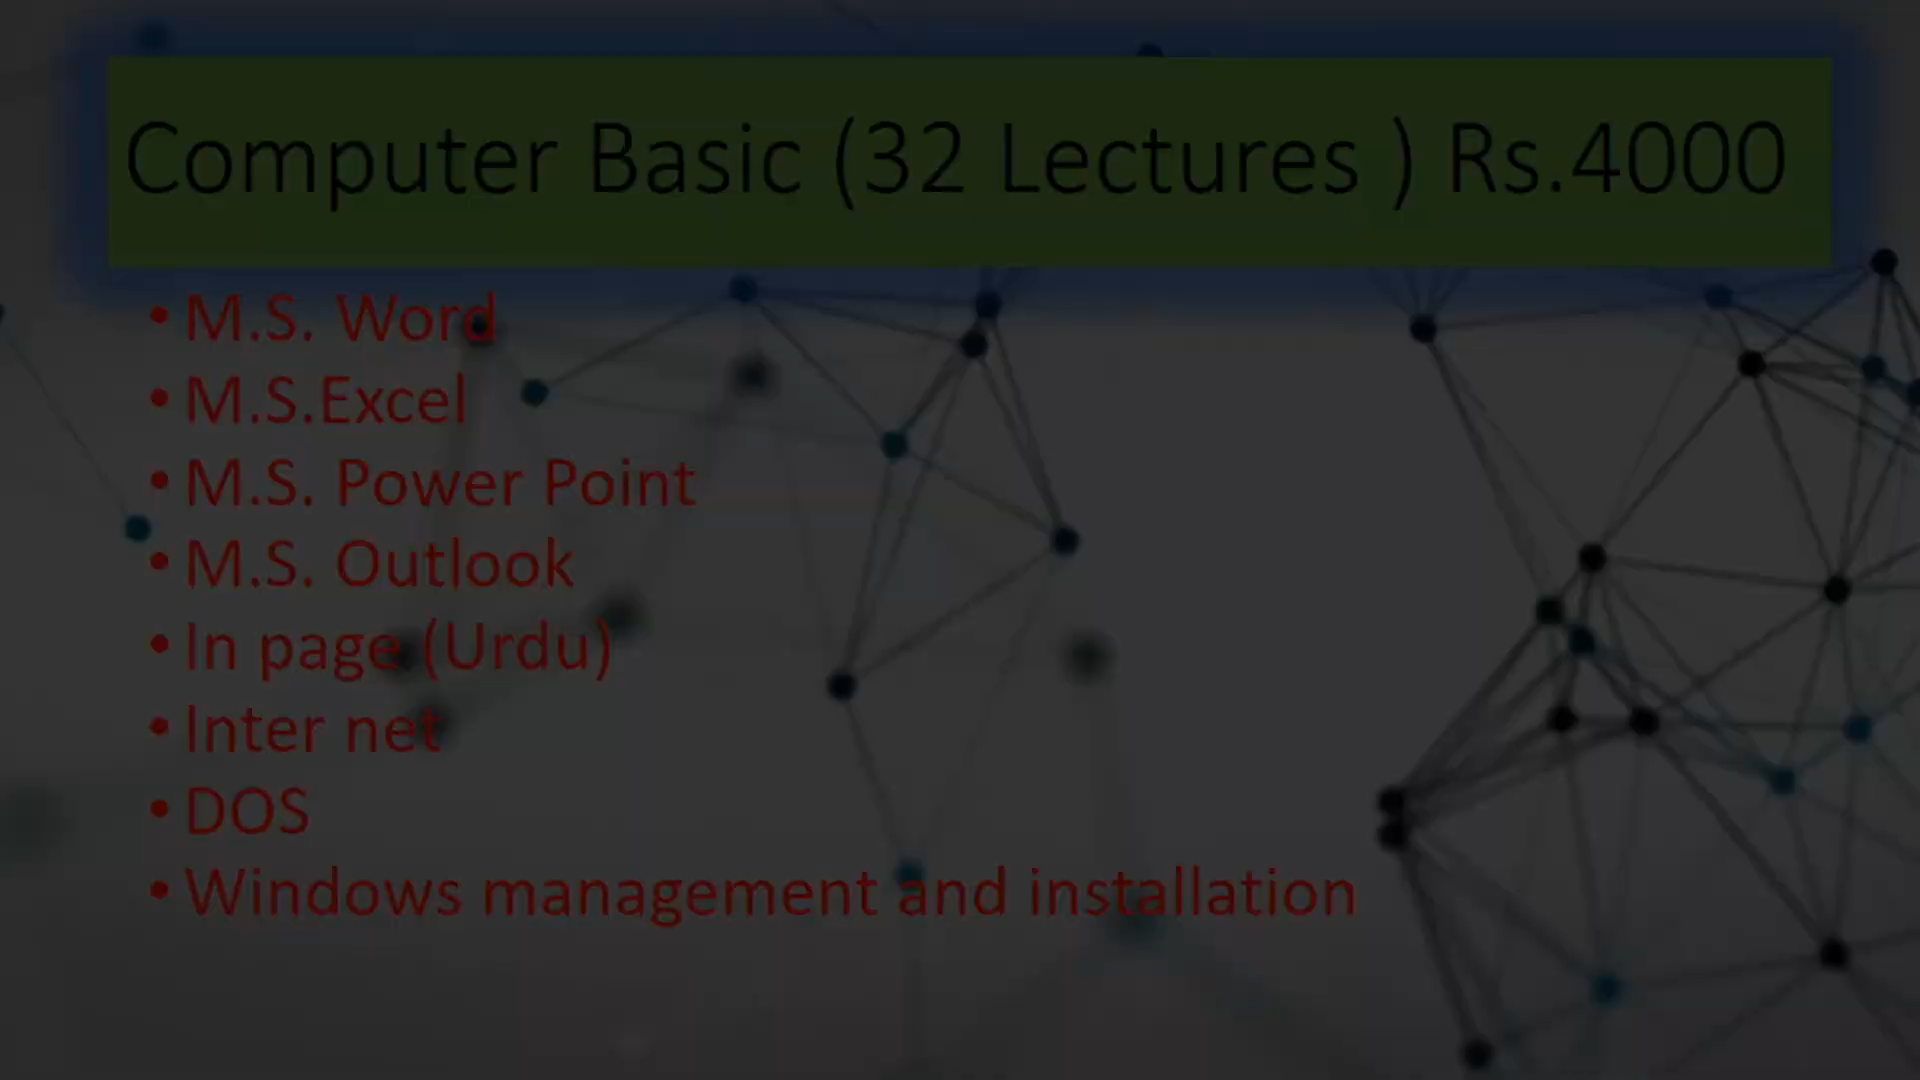 Computer Basic (32 Lectures ) Rs.4000
• M.S. Word
• M.S.Excel
• M.S. Power Point
• M.S. Outlook
• In page (Urdu)
• Inter net
• DOS
• Windows management and installation